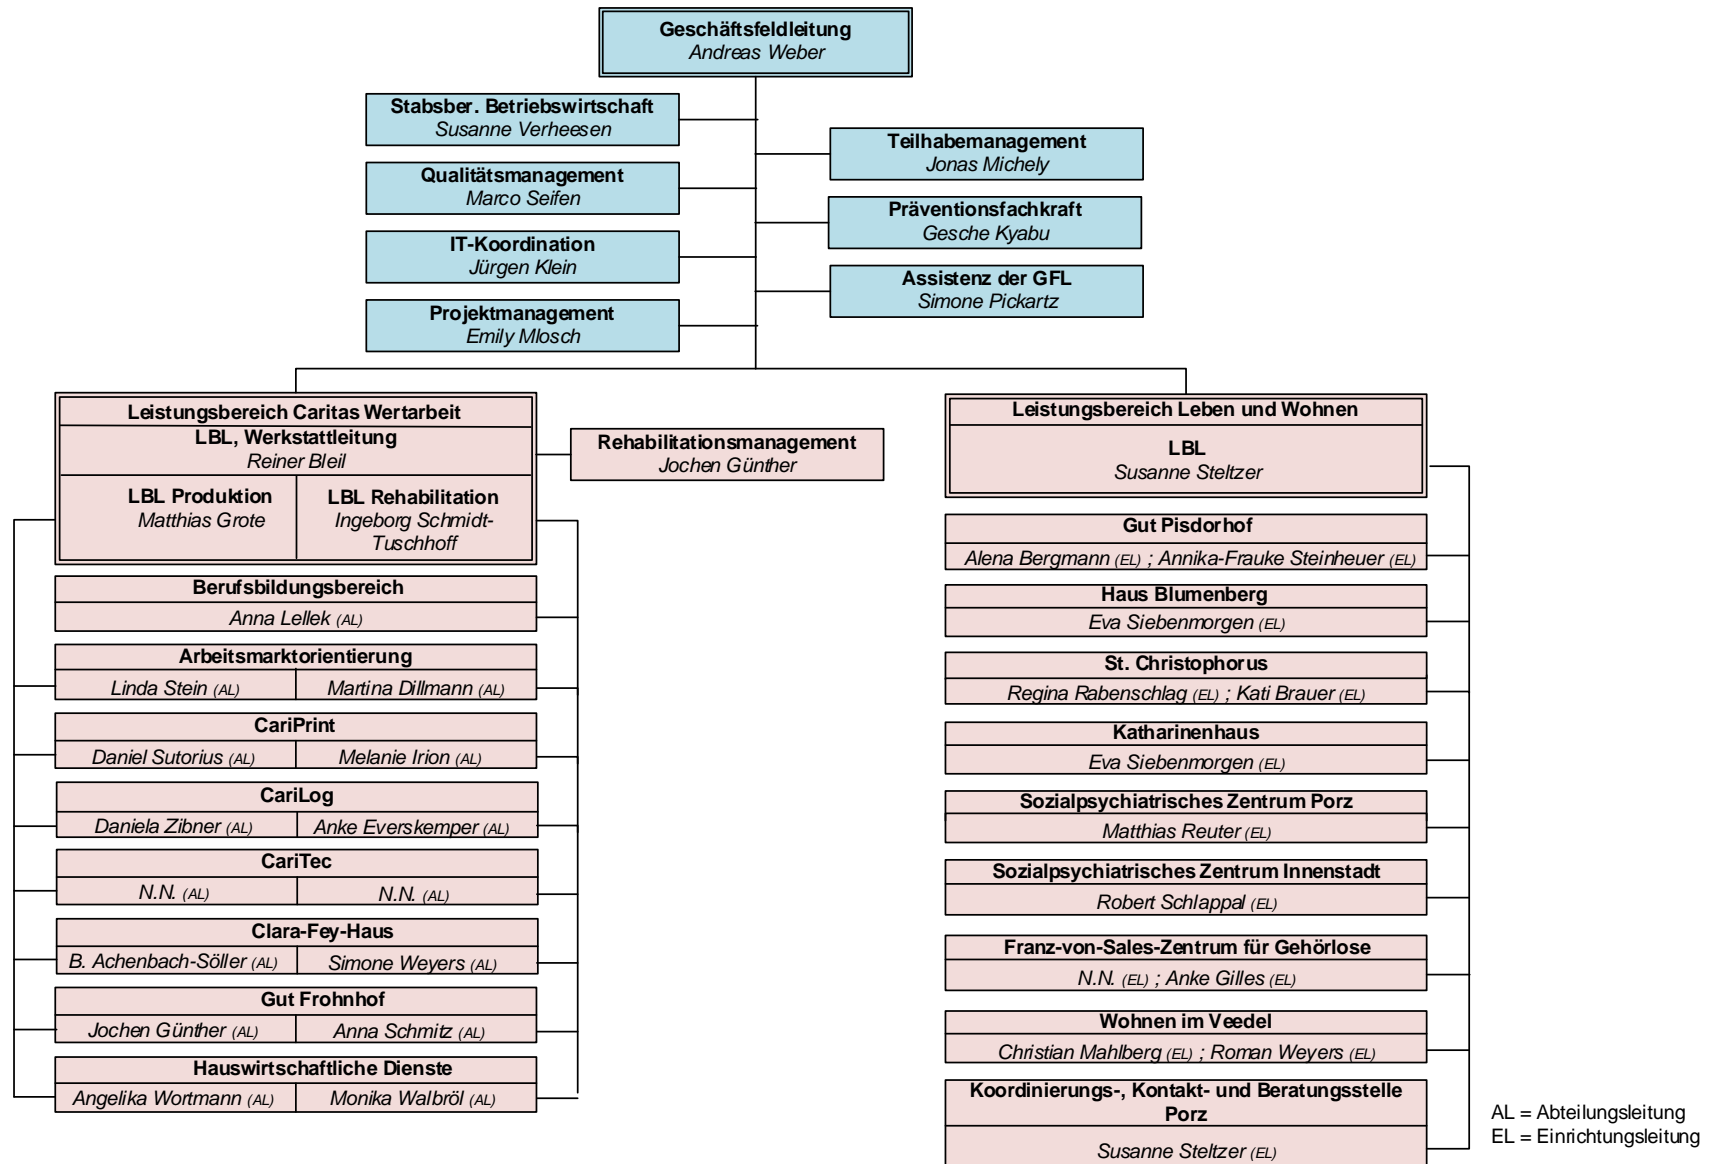 Geschäftsfeldleitung
Andreas Weber
Stabsber. Betriebswirtschaft
Susanne Verheesen
Teilhabemanagement
Jonas Michely
Qualitätsmanagement
Marco Seifen
Präventionsfachkraft
Gesche Kyabu
IT-Koordination
Jürgen Klein
Assistenz der GFL
Simone Pickartz
Projektmanagement
Emily Mlosch
Leistungsbereich Caritas Wertarbeit
LBL, Werkstattleitung
Reiner Bleil
LBL Produktion
Matthias Grote
LBL Rehabilitation
Ingeborg Schmidt-
Tuschhoff
Rehabilitationsmanagement
Jochen Günther
Berufsbildungsbereich
Anna Lellek (AL)
Arbeitsmarktorientierung
Linda Stein (AL)
Martina Dillmann (AL)
CariPrint
Daniel Sutorius (AL)
Melanie Irion (AL)
CariLog
Daniela Zibner (AL)
Anke Everskemper (AL)
CariTec
N.N. (AL)
N.N. (AL)
Clara-Fey-Haus
B. Achenbach-Söller (AL)
Simone Weyers (AL)
Gut Frohnhof
Jochen Günther (AL)
Anna Schmitz (AL)
Hauswirtschaftliche Dienste
Angelika Wortmann (AL)
Monika Walbröl (AL)
Leistungsbereich Leben und Wohnen
LBL
Susanne Steltzer
Gut Pisdorhof
Alena Bergmann (EL) ; Annika-Frauke Steinheuer (EL)
Haus Blumenberg
Eva Siebenmorgen (EL)
St. Christophorus
Regina Rabenschlag (EL) ; Kati Brauer (EL)
Katharinenhaus
Eva Siebenmorgen (EL)
Sozialpsychiatrisches Zentrum Porz
Matthias Reuter (EL)
Sozialpsychiatrisches Zentrum Innenstadt
Robert Schlappal (EL)
Franz-von-Sales-Zentrum für Gehörlose
N.N. (EL) ; Anke Gilles (EL)
Wohnen im Veedel
Christian Mahlberg (EL) ; Roman Weyers (EL)
Koordinierungs-, Kontakt- und Beratungsstelle
Porz
Susanne Steltzer (EL)
AL = Abteilungsleitung
EL = Einrichtungsleitung